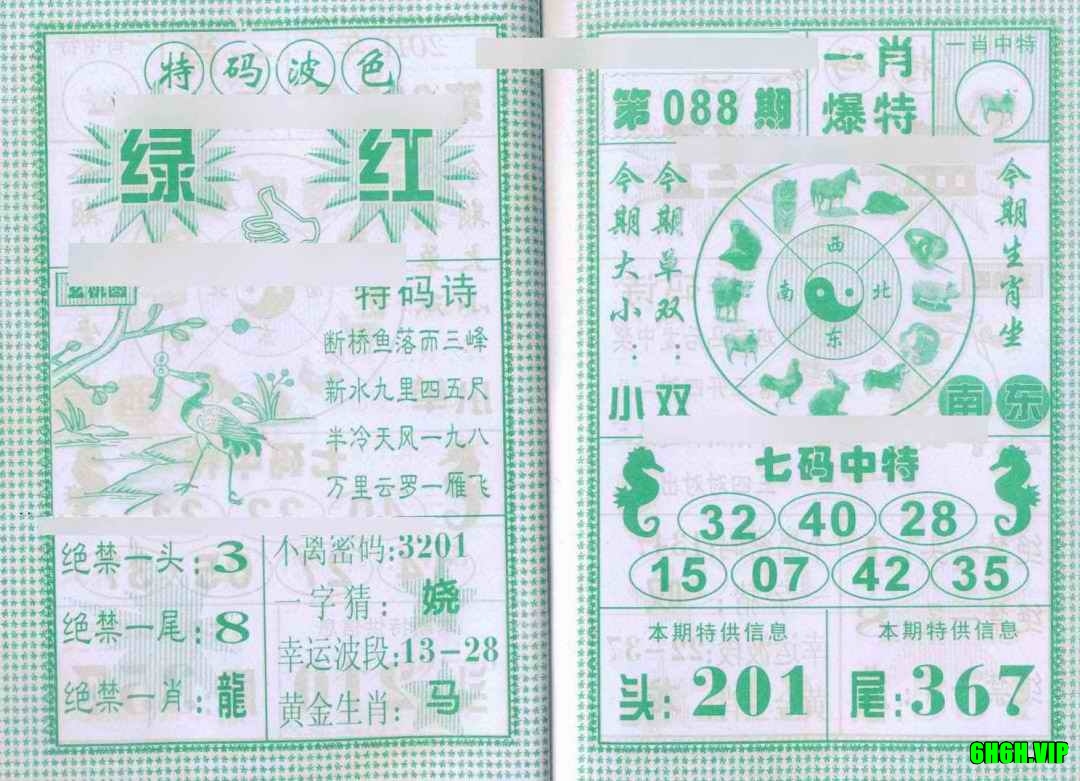 特码波色
绿 红
玄机图
特码诗
断桥鱼落而三峰
新水九里四五尺
半冷天风一九八
万里云罗一雁飞
绝禁一头:3
绝禁一尾:8
绝禁一肖:龍
不离密码:3201
一字猜:娆
幸运波段:13-28
黄金生肖:马
第088期
一肖
爆特
一肖中特
今期大小:小
今期单双:双
西
南 北
东
今期生肖坐
南东
七码中特
32 40 28
15 07 42 35
本期特供信息
头:201
本期特供信息
尾:367
6H6H.VIP